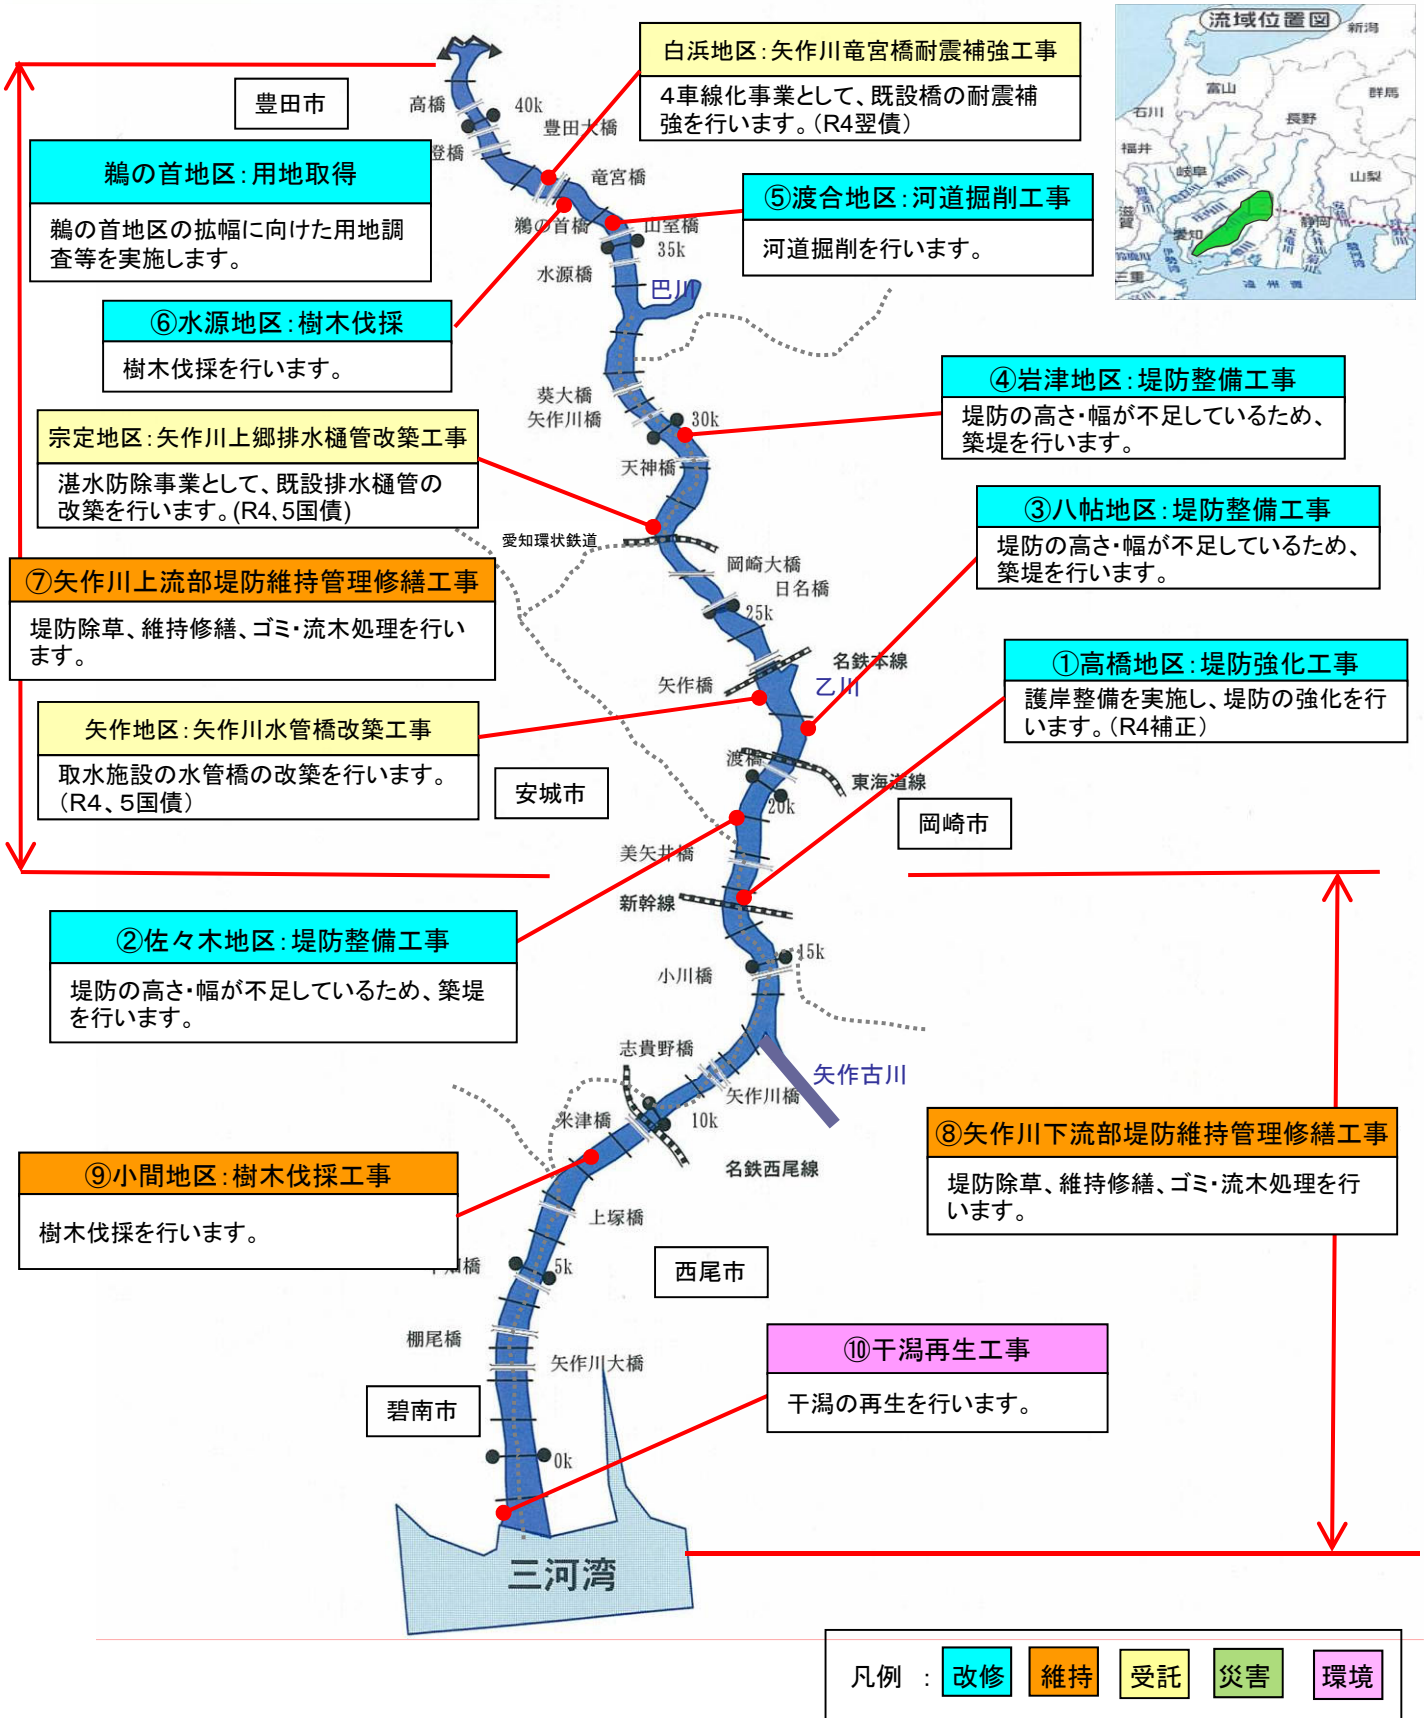 流域位置図
新潟
富山
群馬
石川
長野
福井
岐阜
山梨
滋賀
愛知
静岡
三重
豊田市
高橋
40k
豊田大橋
登橋
竜宮橋
鵜の首橋
山室橋
35k
水源橋
巴川
葵大橋
矢作川橋
30k
天神橋
愛知環状鉄道
岡崎大橋
日名橋
25k
名鉄本線
矢作橋
乙川
渡橋
東海道線
20k
安城市
岡崎市
美矢井橋
新幹線
15k
小川橋
志貴野橋
矢作古川
矢作川橋
米津橋
10k
名鉄西尾線
上塚橋
5k
西尾市
棚尾橋
矢作川大橋
碧南市
0k
三河湾
白浜地区:矢作川竜宮橋耐震補強工事
4車線化事業として、既設橋の耐震補
強を行います。(R4翌債)
鵜の首地区:用地取得
鵜の首地区の拡幅に向けた用地調
査等を実施します。
⑤渡合地区:河道掘削工事
河道掘削を行います。
⑥水源地区:樹木伐採
樹木伐採を行います。
④岩津地区:堤防整備工事
堤防の高さ・幅が不足しているため、
築堤を行います。
宗定地区:矢作川上郷排水樋管改築工事
湛水防除事業として、既設排水樋管の
改築を行います。(R4、5国債)
③八帖地区:堤防整備工事
堤防の高さ・幅が不足しているため、
築堤を行います。
⑦矢作川上流部堤防維持管理修繕工事
堤防除草、維持修繕、ゴミ・流木処理を行い
ます。
①高橋地区:堤防強化工事
護岸整備を実施し、堤防の強化を行
います。(R4補正)
矢作地区:矢作川水管橋改築工事
取水施設の水管橋の改築を行います。
(R4、5国債)
②佐々木地区:堤防整備工事
堤防の高さ・幅が不足しているため、築堤
を行います。
⑧矢作川下流部堤防維持管理修繕工事
堤防除草、維持修繕、ゴミ・流木処理を行
います。
⑨小間地区:樹木伐採工事
樹木伐採を行います。
⑩干潟再生工事
干潟の再生を行います。
凡例 : 改修 維持 受託 災害 環境